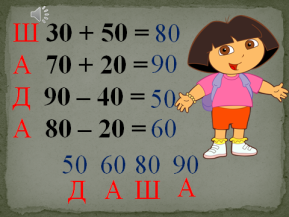 Ш 30 + 50 = 80
А 70 + 20 = 90
Д 90 – 40 = 50
А 80 – 20 = 60
50 60 80 90
Д А Ш А